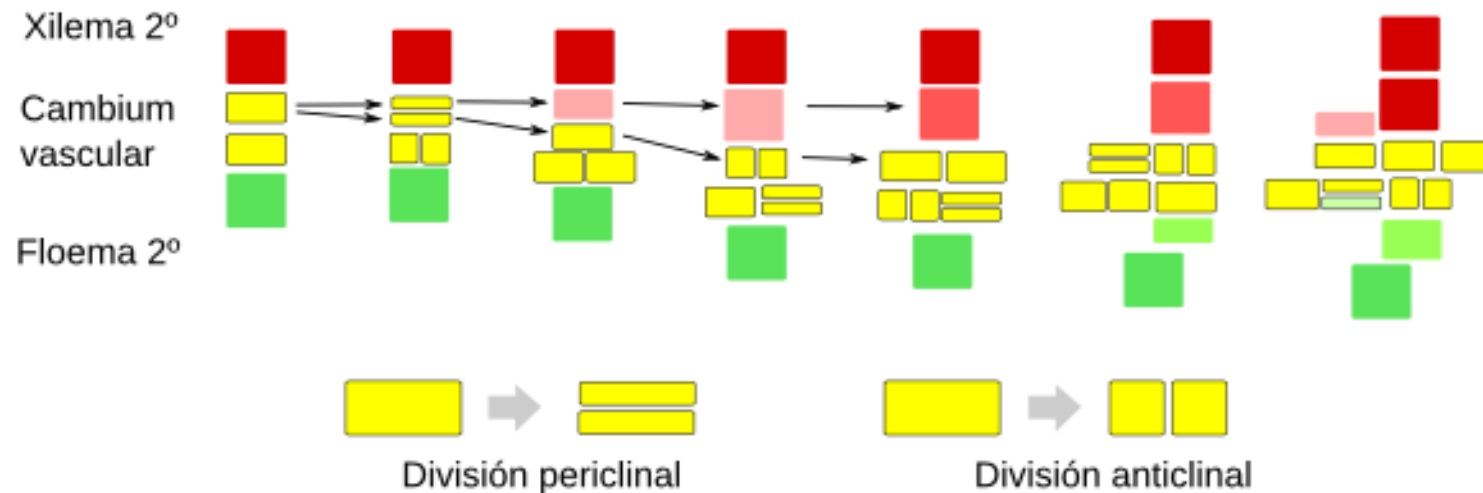 Xilema 2º
Cambium
vascular
Floema 2º
División periclinal
División anticlinal